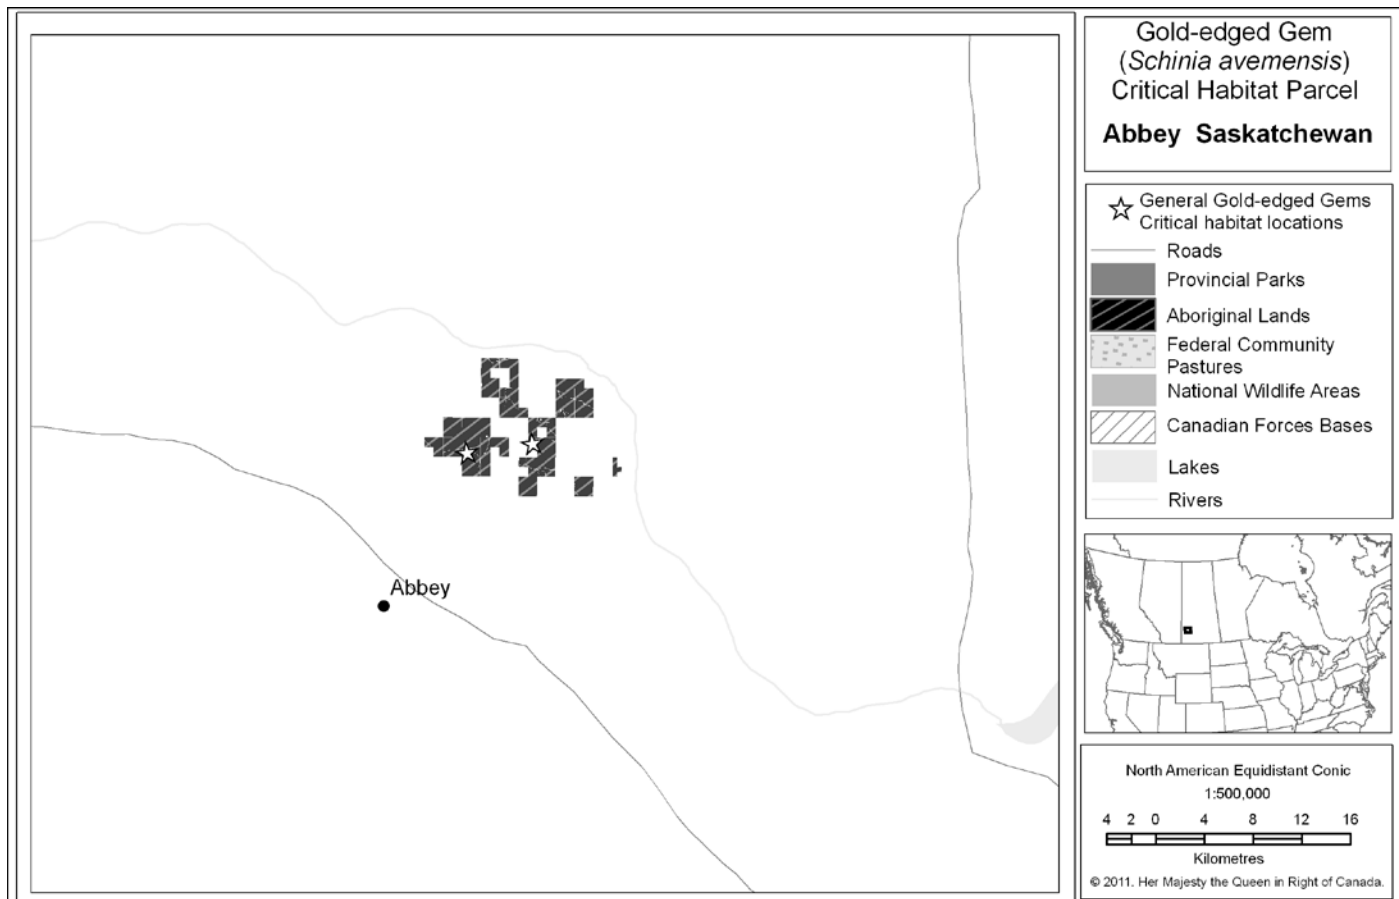 Gold-edged Gem
(Schinia avemensis)
Critical Habitat Parcel
Abbey Saskatchewan
General Gold-edged Gems
Critical habitat locations
Roads
Provincial Parks
Aboriginal Lands
Federal Community
Pastures
National Wildlife Areas
Canadian Forces Bases
Lakes
Rivers
Abbey
North American Equidistant Conic
1:500,000
4 2 0 4 8 12 16
Kilometres
© 2011. Her Majesty the Queen in Right of Canada.